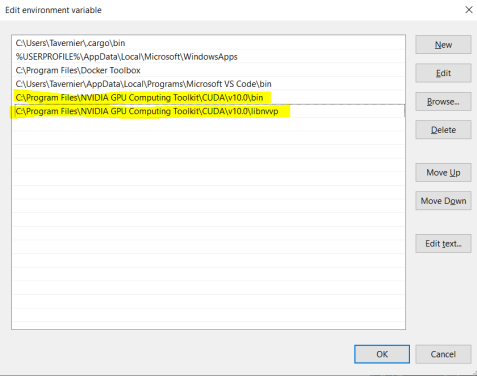 Edit environment variable
C:\Users\Tavernier\.cargo\bin
%USERPROFILE%\AppData\Local\Microsoft\WindowsApps
C:\Program Files\Docker Toolbox
C:\Users\Tavernier\AppData\Local\Programs\Microsoft VS Code\bin
C:\Program Files\NVIDIA GPU Computing Toolkit\CUDA\v10.0\bin
C:\Program Files\NVIDIA GPU Computing Toolkit\CUDA\v10.0\libnvvp
New
Edit
Browse...
Delete
Move Up
Move Down
Edit text...
OK
Cancel